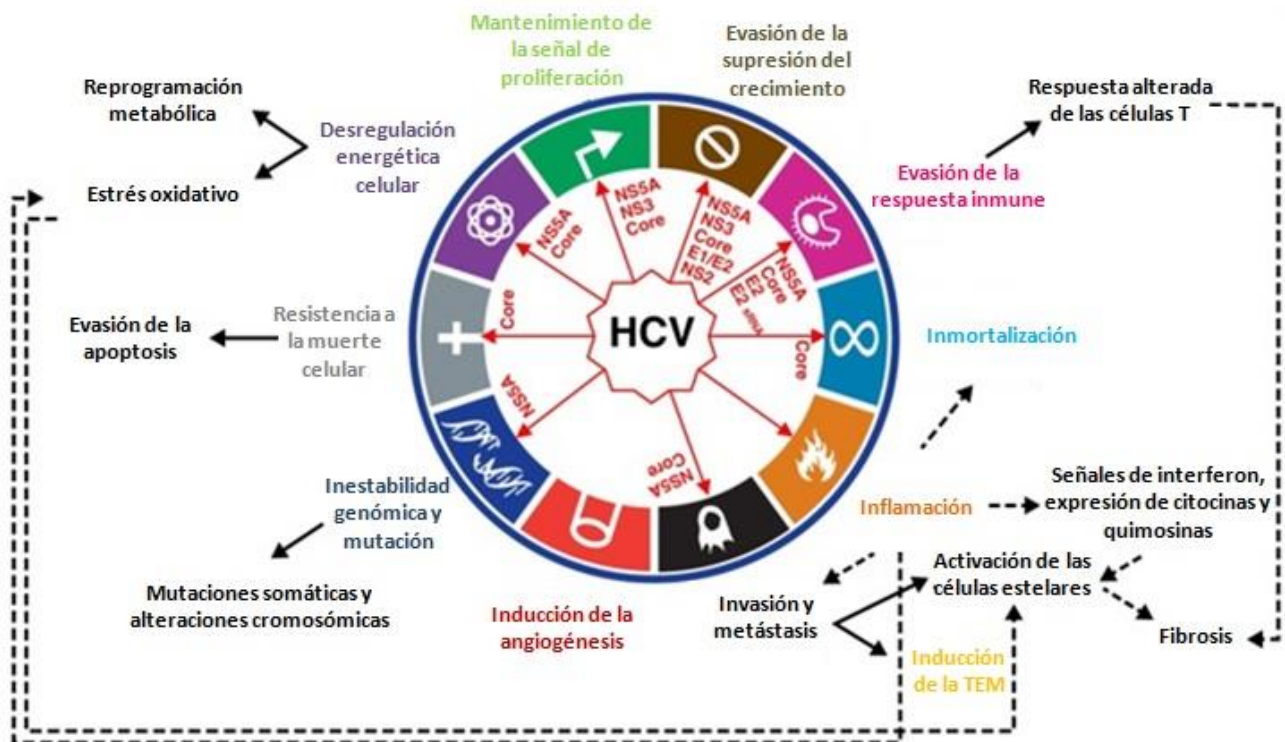 Mantenimiento de
la señal de
proliferación
Evasión de la
supresión del
crecimiento
Reprogramación
metabólica
Desregulación
energética
celular
Estrés oxidativo
Respuesta alterada
de las células T
Evasión de la
respuesta inmune
NS5A
Core
NS5A
NS3
Core
NS5A
NS3
Core
E1/E2
NS2
NS5A
Core
E2
E2 siRNA
Evasión de la
apoptosis
Resistencia a
la muerte
celular
Core
HCV
Core
Inmortalización
NS5A
NS5A
Core
Inestabilidad
genómica y
mutación
Inflamación
Señales de interferon,
expresión de citocinas y
quimosinas
Mutaciones somáticas y
alteraciones cromosómicas
Inducción de la
angiogénesis
Invasión y
metástasis
Activación de las
células estelares
Fibrosis
Inducción
de la TEM